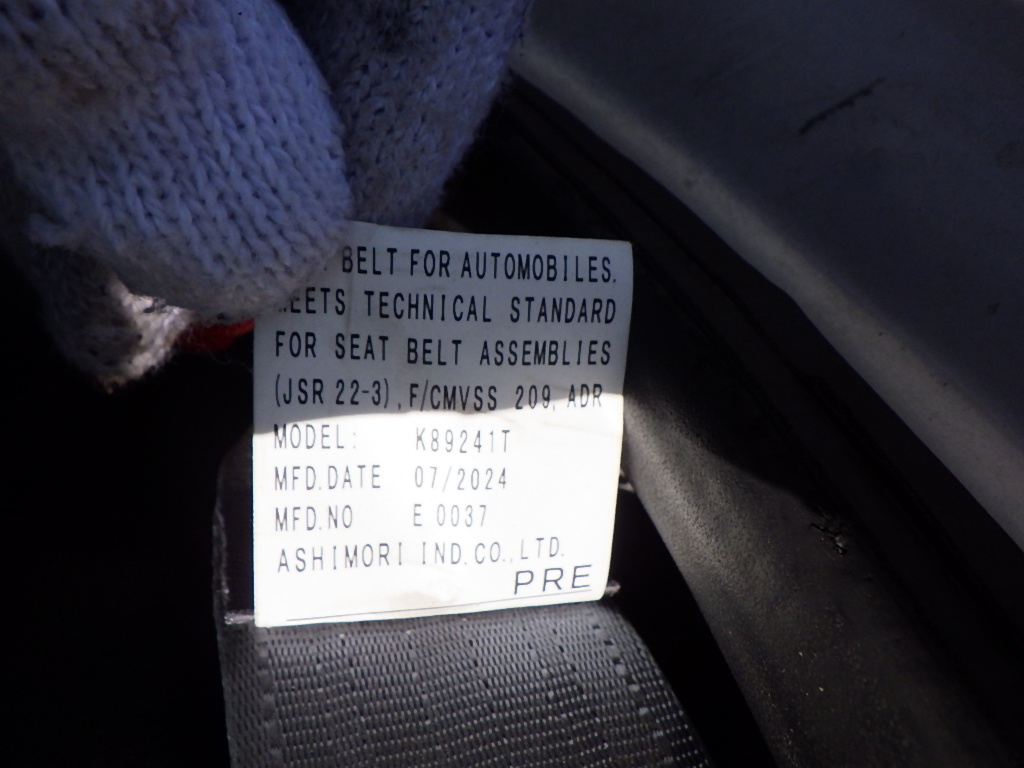 BELT FOR AUTOMOBILES.
TECHNICAL STANDARD
FOR SEAT BELT ASSEMBLIES
(JSR 22-3), F/CMVSS 209, ADR
MODEL: K89241T
MFD.DATE 07/2024
MFD.NO E 0037
ASHIMORI IND.CO.,LTD.
PRE